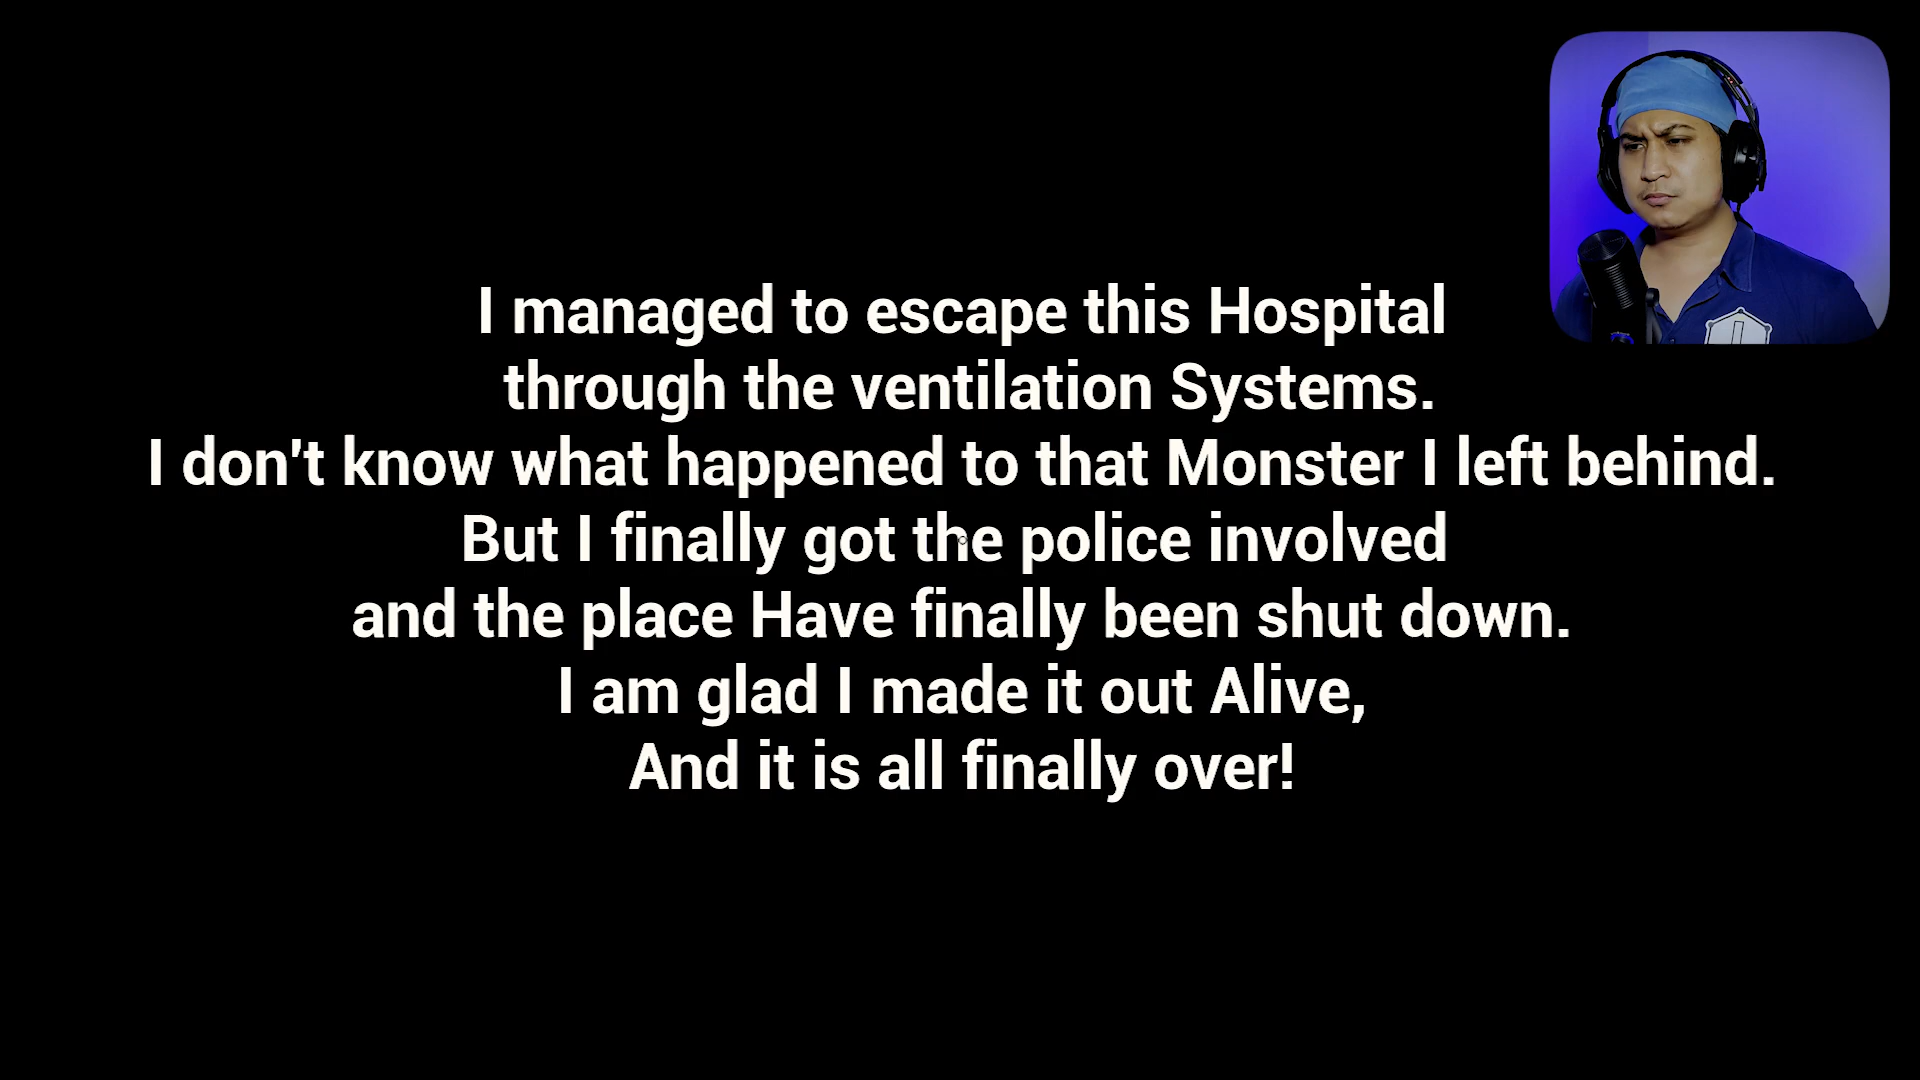 I managed to escape this Hospital
through the ventilation Systems.
I don't know what happened to that Monster I left behind.
But I finally got the police involved
and the place Have finally been shut down.
I am glad I made it out Alive,
And it is all finally over!